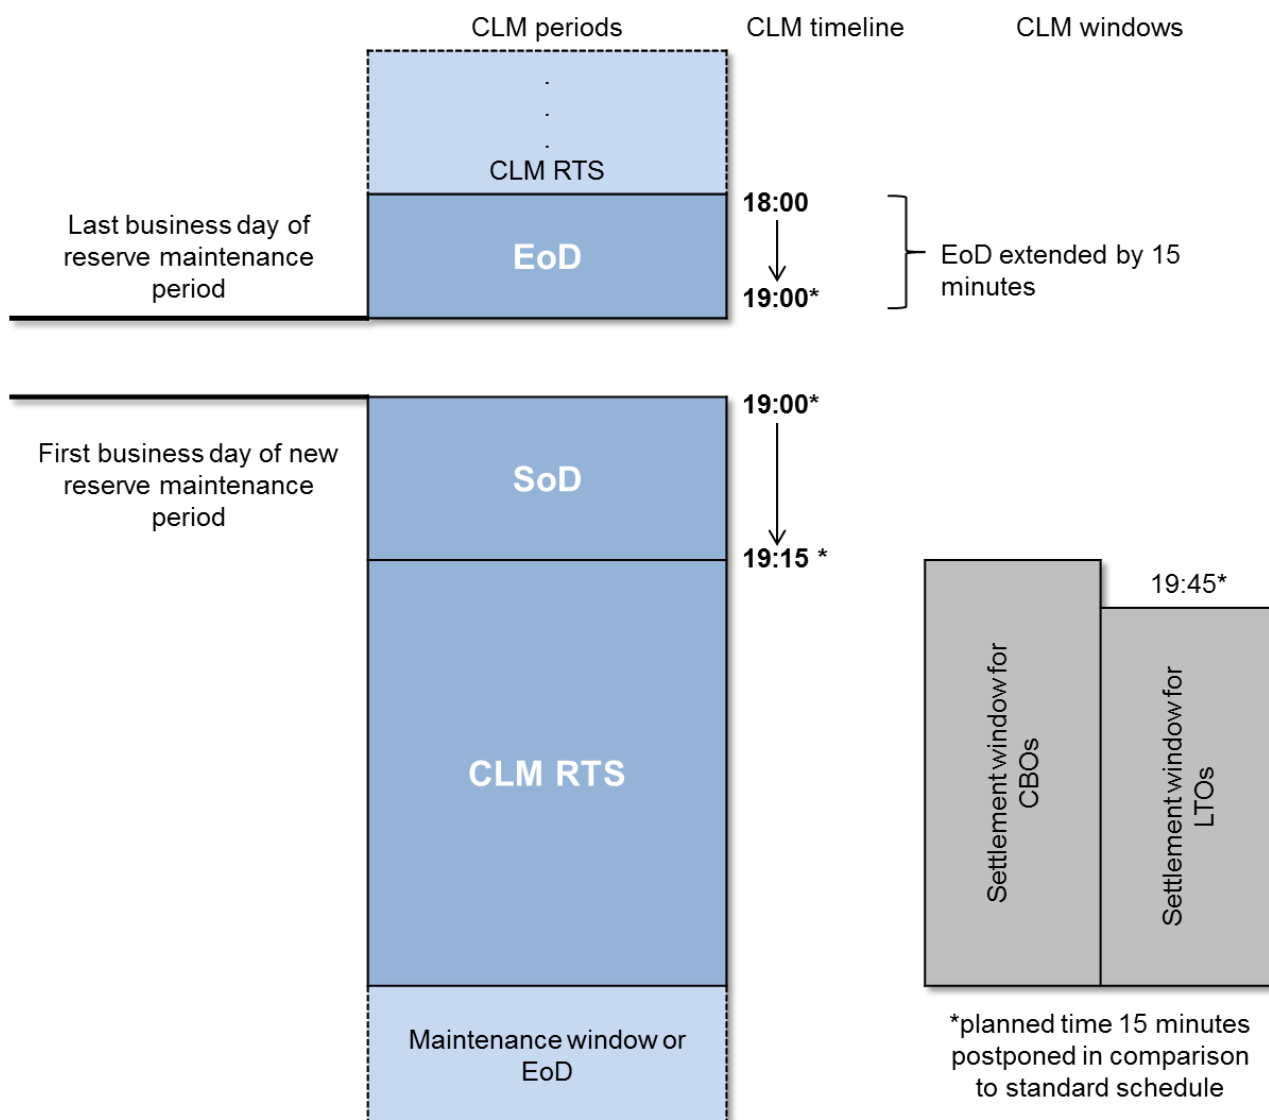 CLM periods
CLM timeline
CLM windows
.
.
.
CLM RTS
Last business day of
reserve maintenance
period
EoD
18:00
19:00*
EoD extended by 15
minutes
First business day of new
reserve maintenance
period
SoD
19:00*
19:15 *
CLM RTS
19:45*
Settlement window for
CBOs
Settlement window for
LTOs
Maintenance window or
EoD
*planned time 15 minutes
postponed in comparison
to standard schedule